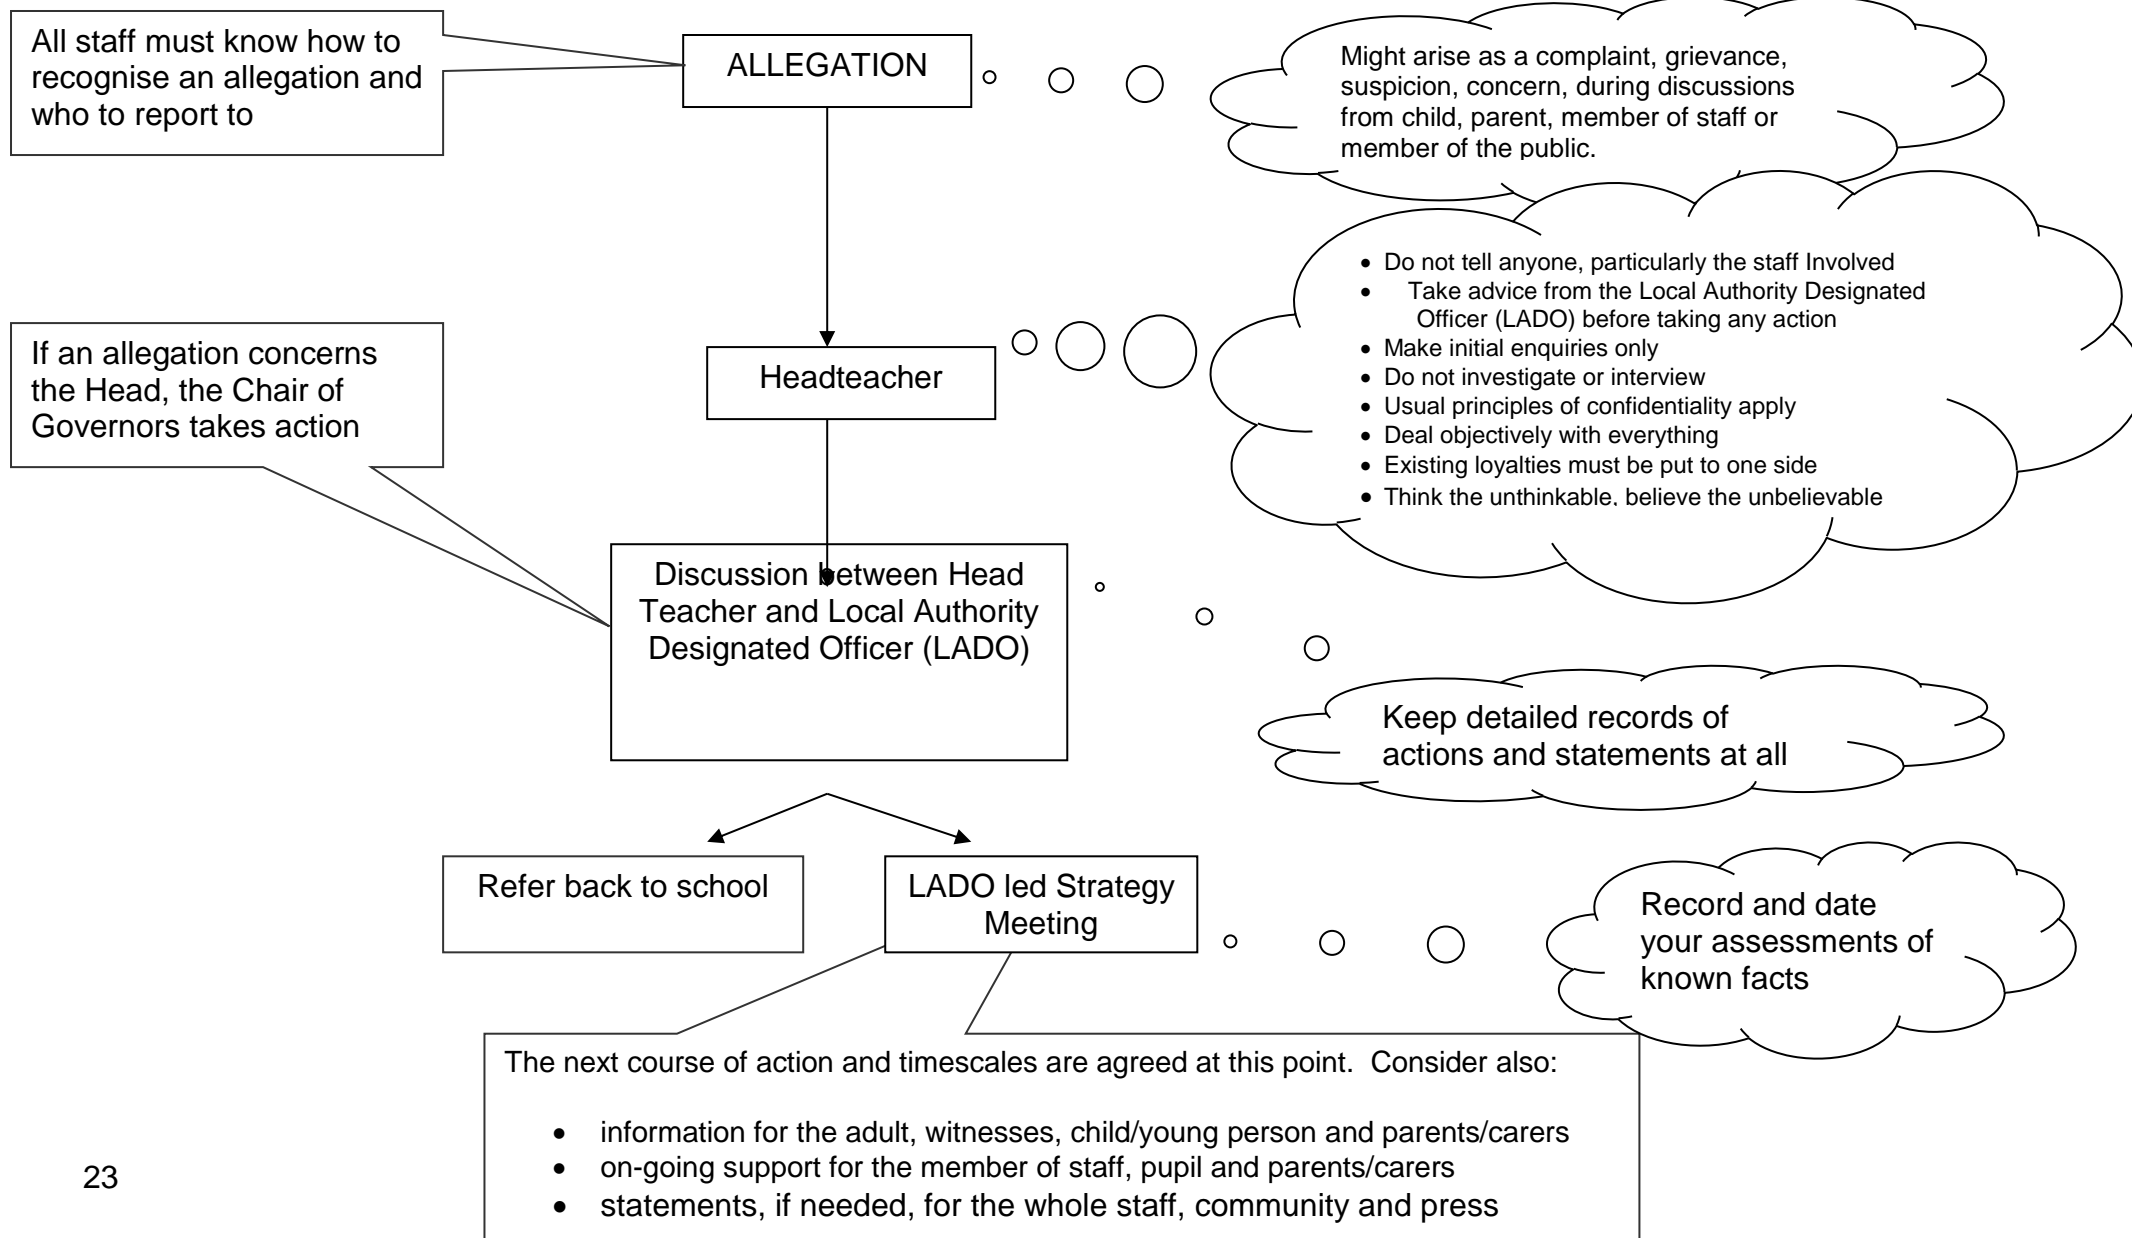 All staff must know how to
recognise an allegation and
who to report to
ALLEGATION
Might arise as a complaint, grievance,
suspicion, concern, during discussions
from child, parent, member of staff or
member of the public.
• Do not tell anyone, particularly the staff Involved
• Take advice from the Local Authority Designated
Officer (LADO) before taking any action
• Make initial enquiries only
• Do not investigate or interview
• Usual principles of confidentiality apply
• Deal objectively with everything
• Existing loyalties must be put to one side
• Think the unthinkable, believe the unbelievable
If an allegation concerns
the Head, the Chair of
Governors takes action
Headteacher
Discussion between Head
Teacher and Local Authority
Designated Officer (LADO)
Keep detailed records of
actions and statements at all
Refer back to school
LADO led Strategy
Meeting
Record and date
your assessments of
known facts
The next course of action and timescales are agreed at this point.  Consider also:
• information for the adult, witnesses, child/young person and parents/carers
• on-going support for the member of staff, pupil and parents/carers
• statements, if needed, for the whole staff, community and press
23